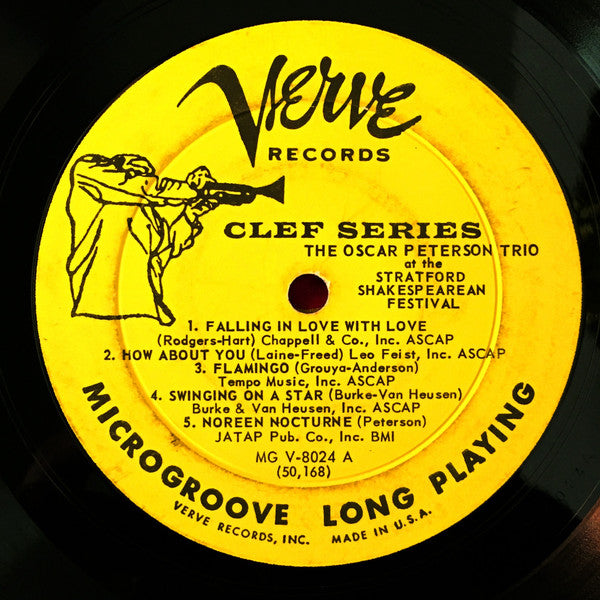 Verve
RECORDS
CLEF SERIES
THE OSCAR PETERSON TRIO
at the
STRATFORD
SHAKESPEAREAN
FESTIVAL
1. FALLING IN LOVE WITH LOVE
(Rodgers-Hart) Chappell & Co., Inc. ASCAP
2. HOW ABOUT YOU (Laine-Freed) Leo Feist, Inc. ASCAP
3. FLAMINGO (Grouya-Anderson)
Tempo Music, Inc. ASCAP
4. SWINGING ON A STAR (Burke-Van Heusen)
Burke & Van Heusen, Inc. ASCAP
5. NOREEN NOCTURNE (Peterson)
JATAP Pub. Co., Inc. BMI
MG V-8024 A
(50,168)
MICROGROOVE LONG PLAYING
VERVE RECORDS, INC. MADE IN U.S.A.